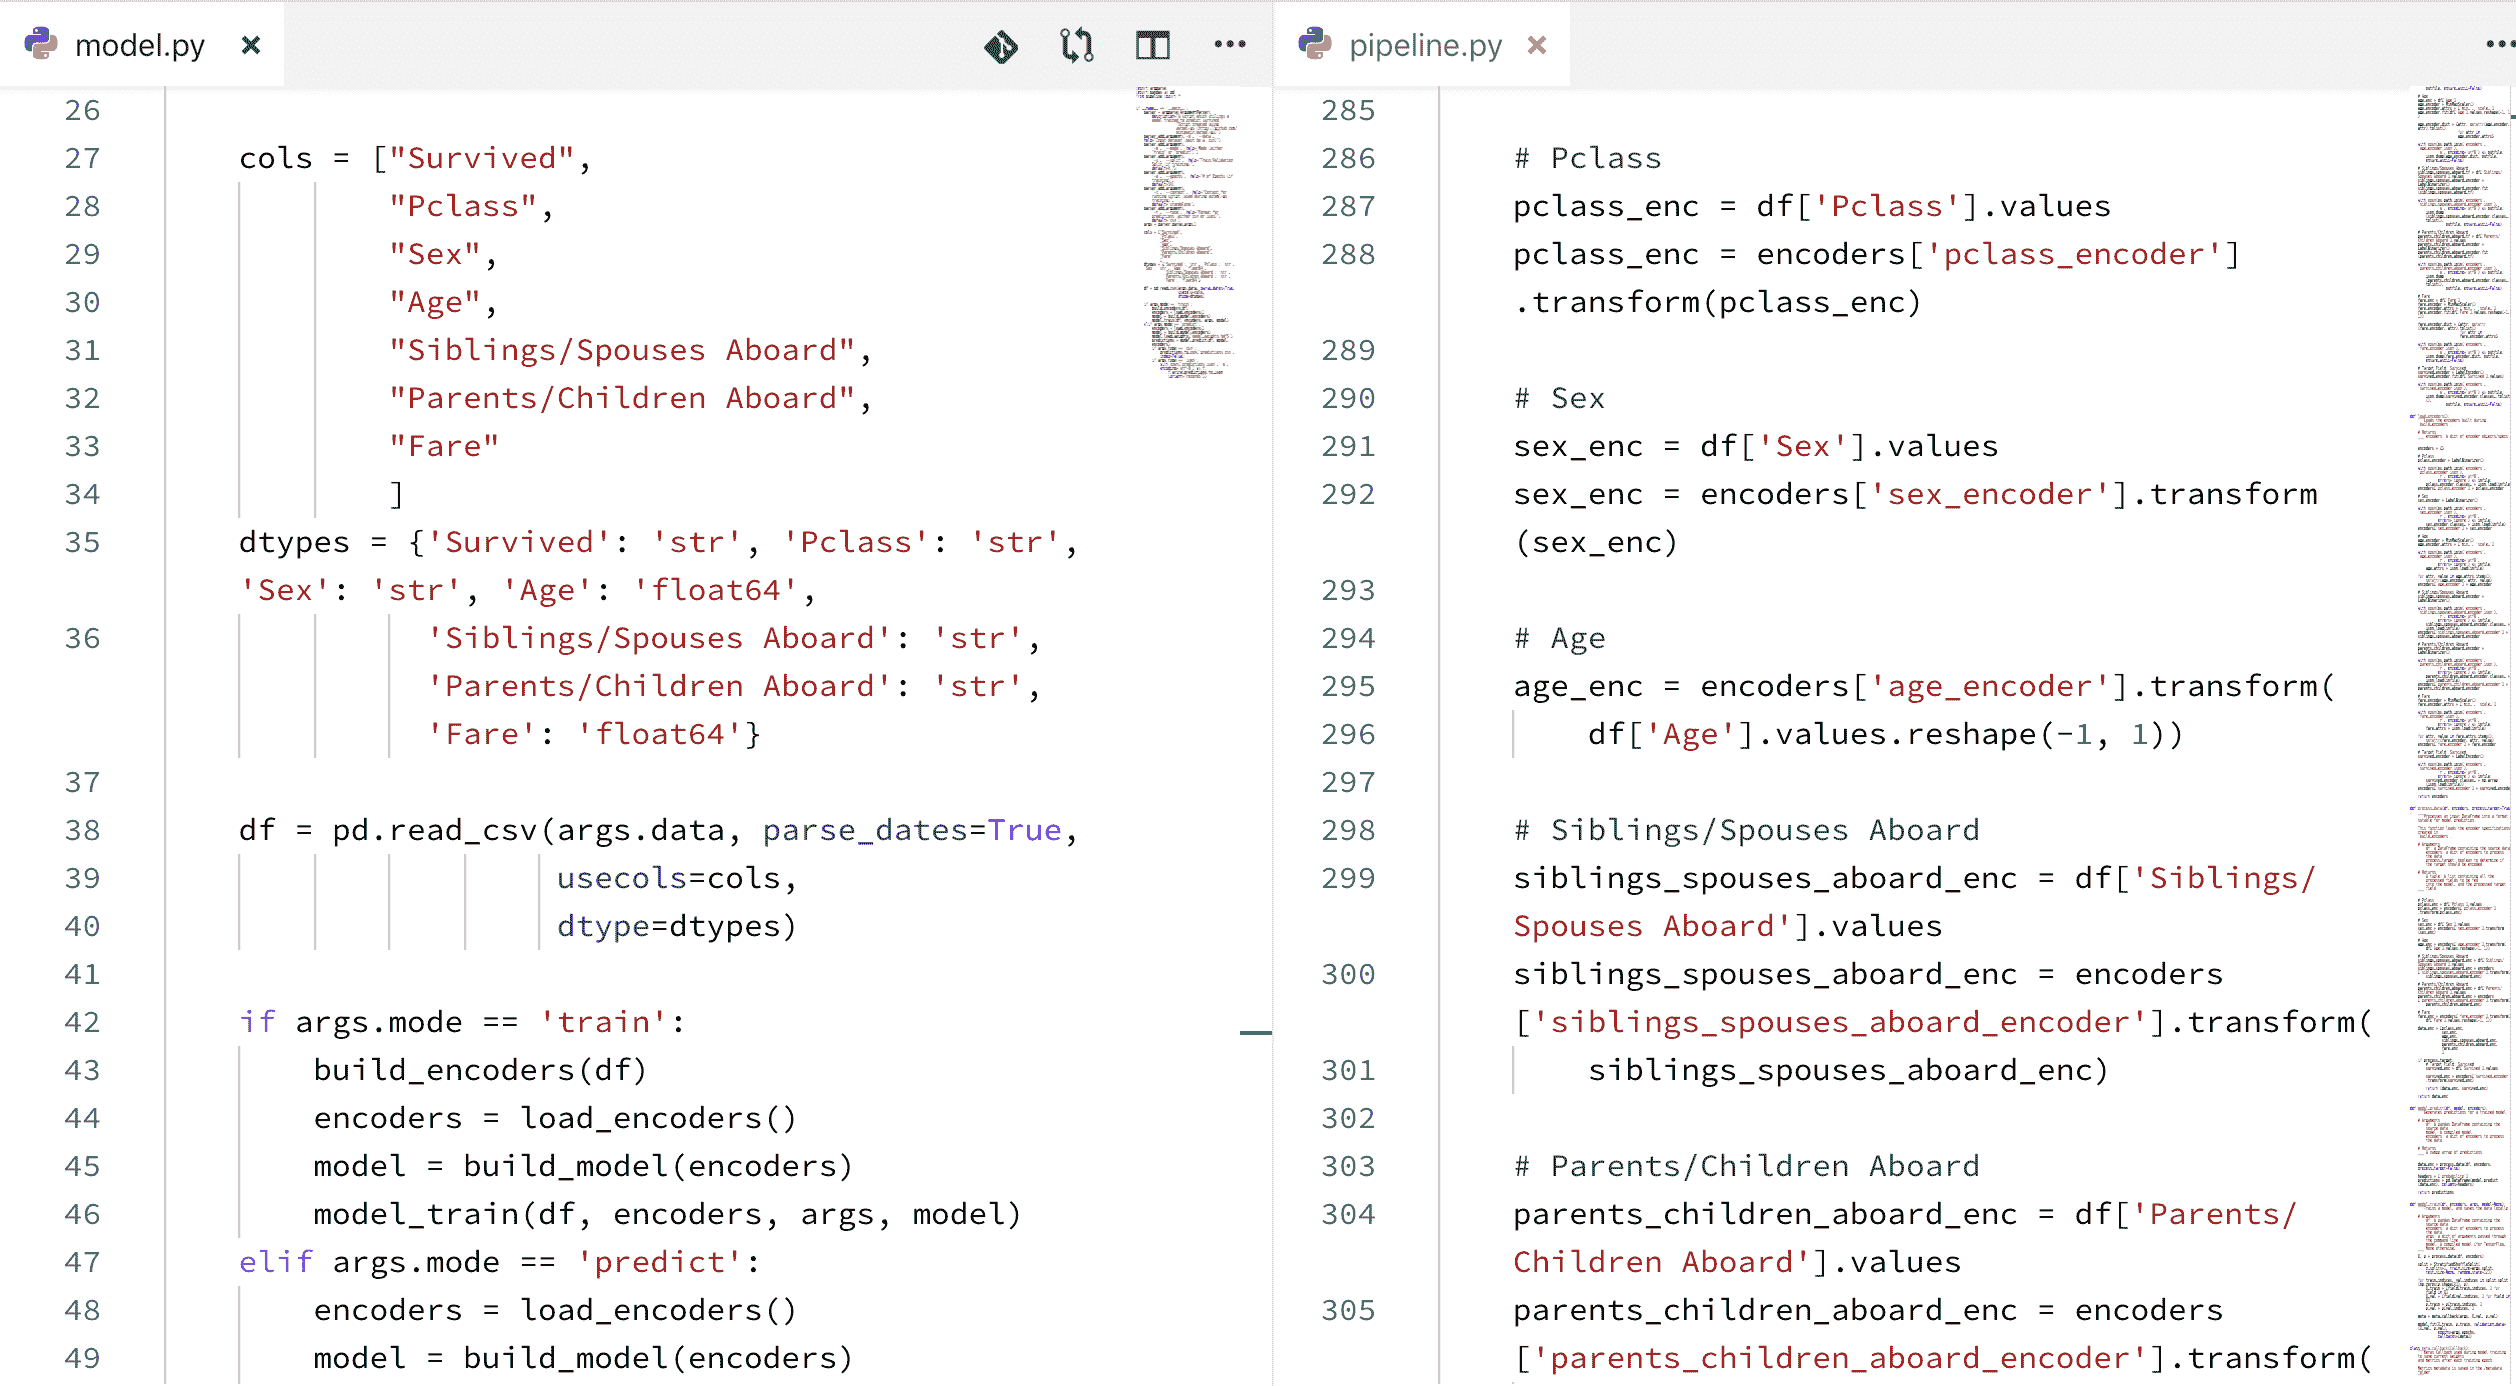 model.py
26
27 cols = ["Survived",
28 "Pclass",
29 "Sex",
30 "Age",
31 "Siblings/Spouses Aboard",
32 "Parents/Children Aboard",
33 "Fare"
34 ]
35 dtypes = {'Survived': 'str', 'Pclass': 'str',
'Sex': 'str', 'Age': 'float64',
36 'Siblings/Spouses Aboard': 'str',
'Parents/Children Aboard': 'str',
'Fare': 'float64'}
37
38 df = pd.read_csv(args.data, parse_dates=True,
39 usecols=cols,
40 dtype=dtypes)
41
42 if args.mode == 'train':
43 build_encoders(df)
44 encoders = load_encoders()
45 model = build_model(encoders)
46 model_train(df, encoders, args, model)
47 elif args.mode == 'predict':
48 encoders = load_encoders()
49 model = build_model(encoders)
pipeline.py
285
286 # Pclass
287 pclass_enc = df['Pclass'].values
288 pclass_enc = encoders['pclass_encoder']
.transform(pclass_enc)
289
290 # Sex
291 sex_enc = df['Sex'].values
292 sex_enc = encoders['sex_encoder'].transform
(sex_enc)
293
294 # Age
295 age_enc = encoders['age_encoder'].transform(
296 df['Age'].values.reshape(-1, 1))
297
298 # Siblings/Spouses Aboard
299 siblings_spouses_aboard_enc = df['Siblings/
Spouses Aboard'].values
300 siblings_spouses_aboard_enc = encoders
['siblings_spouses_aboard_encoder'].transform(
301 siblings_spouses_aboard_enc)
302
303 # Parents/Children Aboard
304 parents_children_aboard_enc = df['Parents/
Children Aboard'].values
305 parents_children_aboard_enc = encoders
['parents_children_aboard_encoder'].transform(